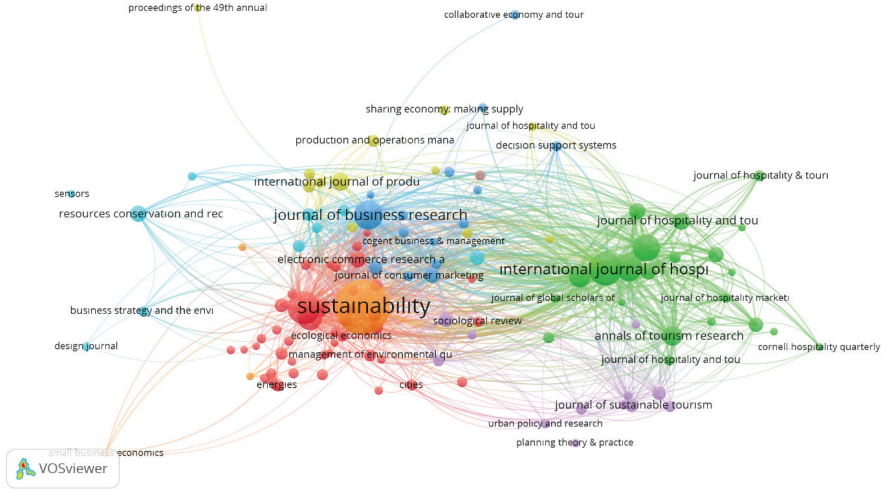 proceedings of the 49th annual
collaborative economy and tour
sharing economy: making supply
journal of hospitality and tou
production and operations mana
decision support systems
journal of hospitality & touri
international journal of produ
sensors
resources conservation and rec
journal of business research
journal of hospitality and tou
cogent business & management
electronic commerce research a
international journal of hospi
journal of consumer marketing
sustainability
journal of global scholars of
journal of hospitality marketi
business strategy and the envi
sociological review
ecological economics
annals of tourism research
design journal
cornell hospitality quarterly
management of environmental qu
journal of hospitality and tou
energies
cities
journal of sustainable tourism
urban policy and research
planning theory & practice
small business economics
VOSviewer